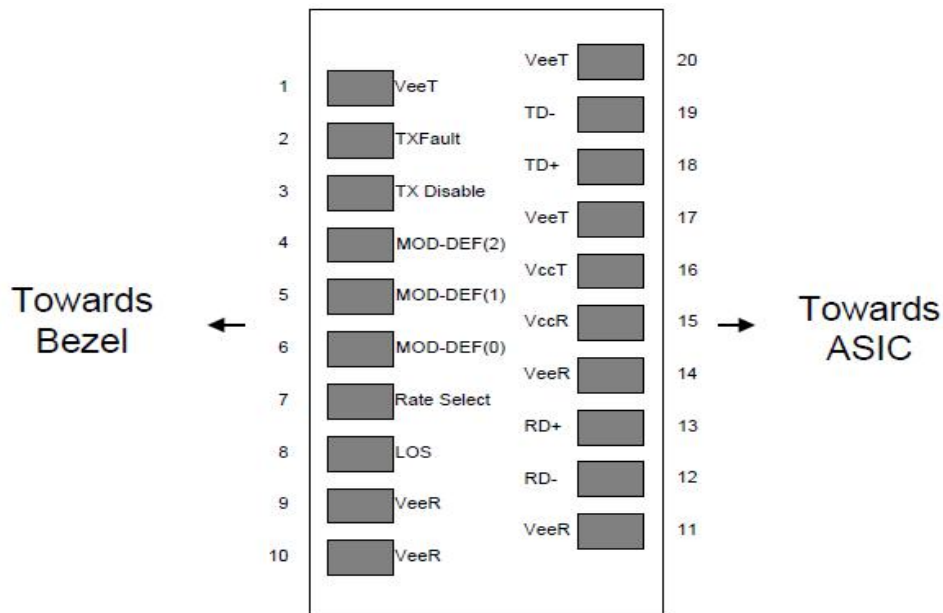 VeeT 20
1 VeeT
TD- 19
2 TXFault
TD+ 18
3 TX Disable
VeeT 17
4 MOD-DEF(2)
VccT 16
5 MOD-DEF(1)
Towards
Bezel
VccR 15
Towards
ASIC
6 MOD-DEF(0)
VeeR 14
7 Rate Select
RD+ 13
8 LOS
RD- 12
9 VeeR
VeeR 11
10 VeeR